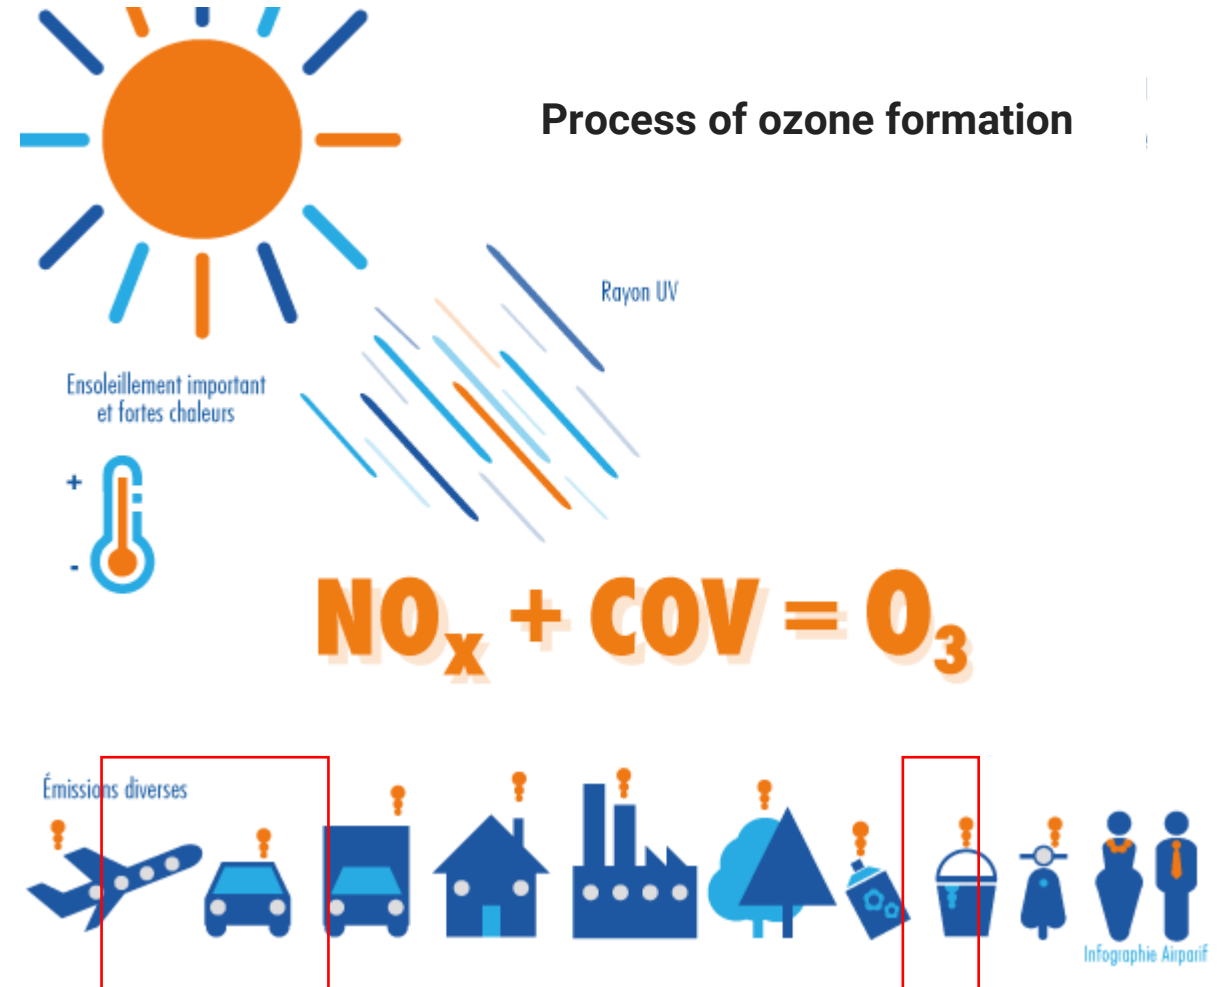 Process of ozone formation
Rayon UV
Ensoleillement important
et fortes chaleurs
+
-
NOx + COV = O3
Émissions diverses
Infographie Airparif